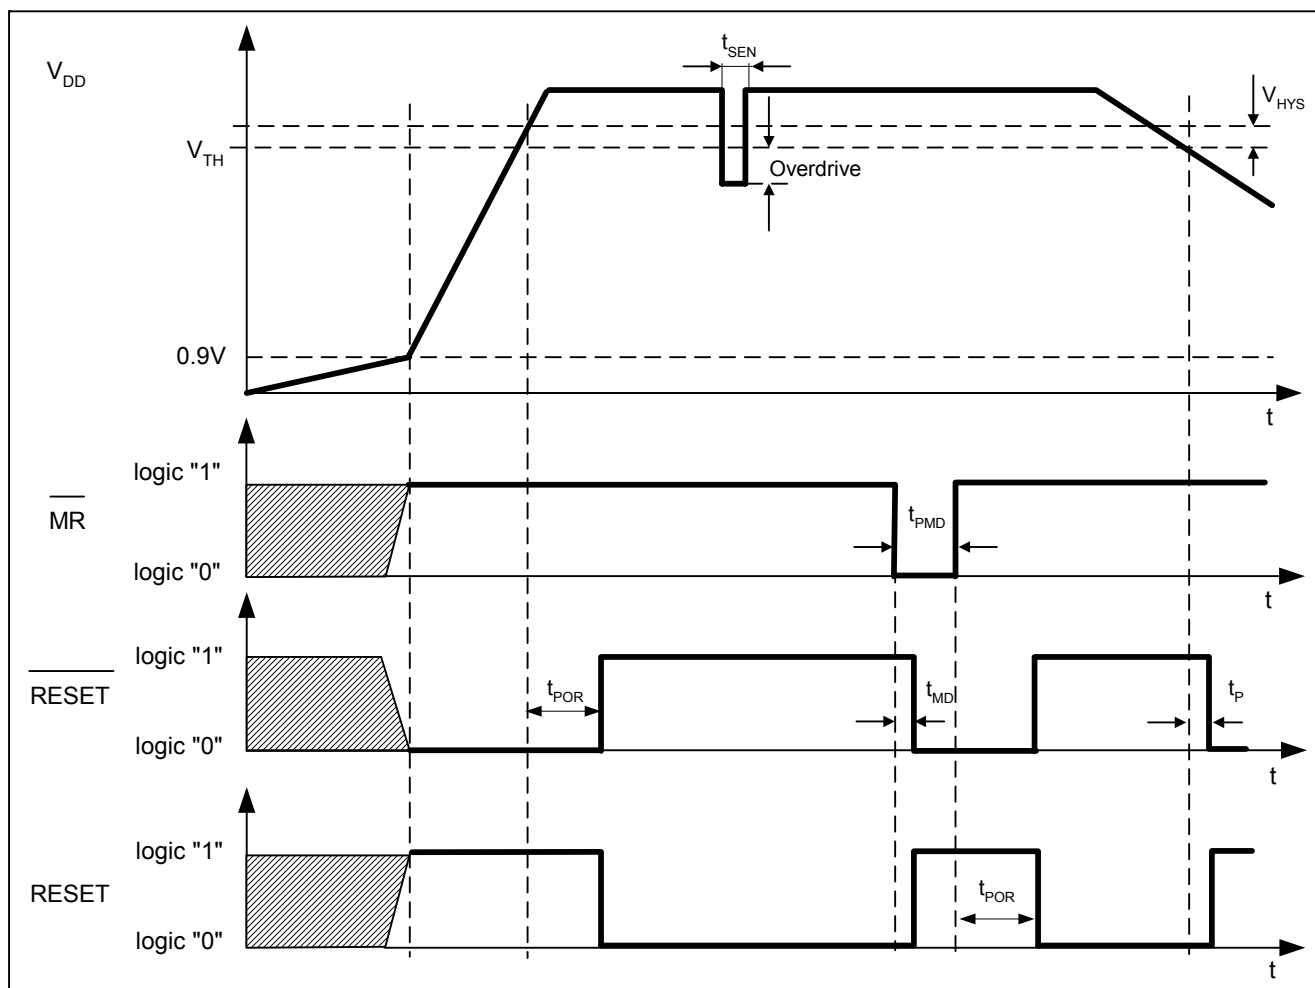 t_SEN
V_DD
V_HYS
V_TH
Overdrive
0.9V
t
logic "1"
MR
t_PMD
logic "0"
t
logic "1"
RESET
t_POR
t_MD
t_P
logic "0"
t
logic "1"
RESET
t_POR
logic "0"
t